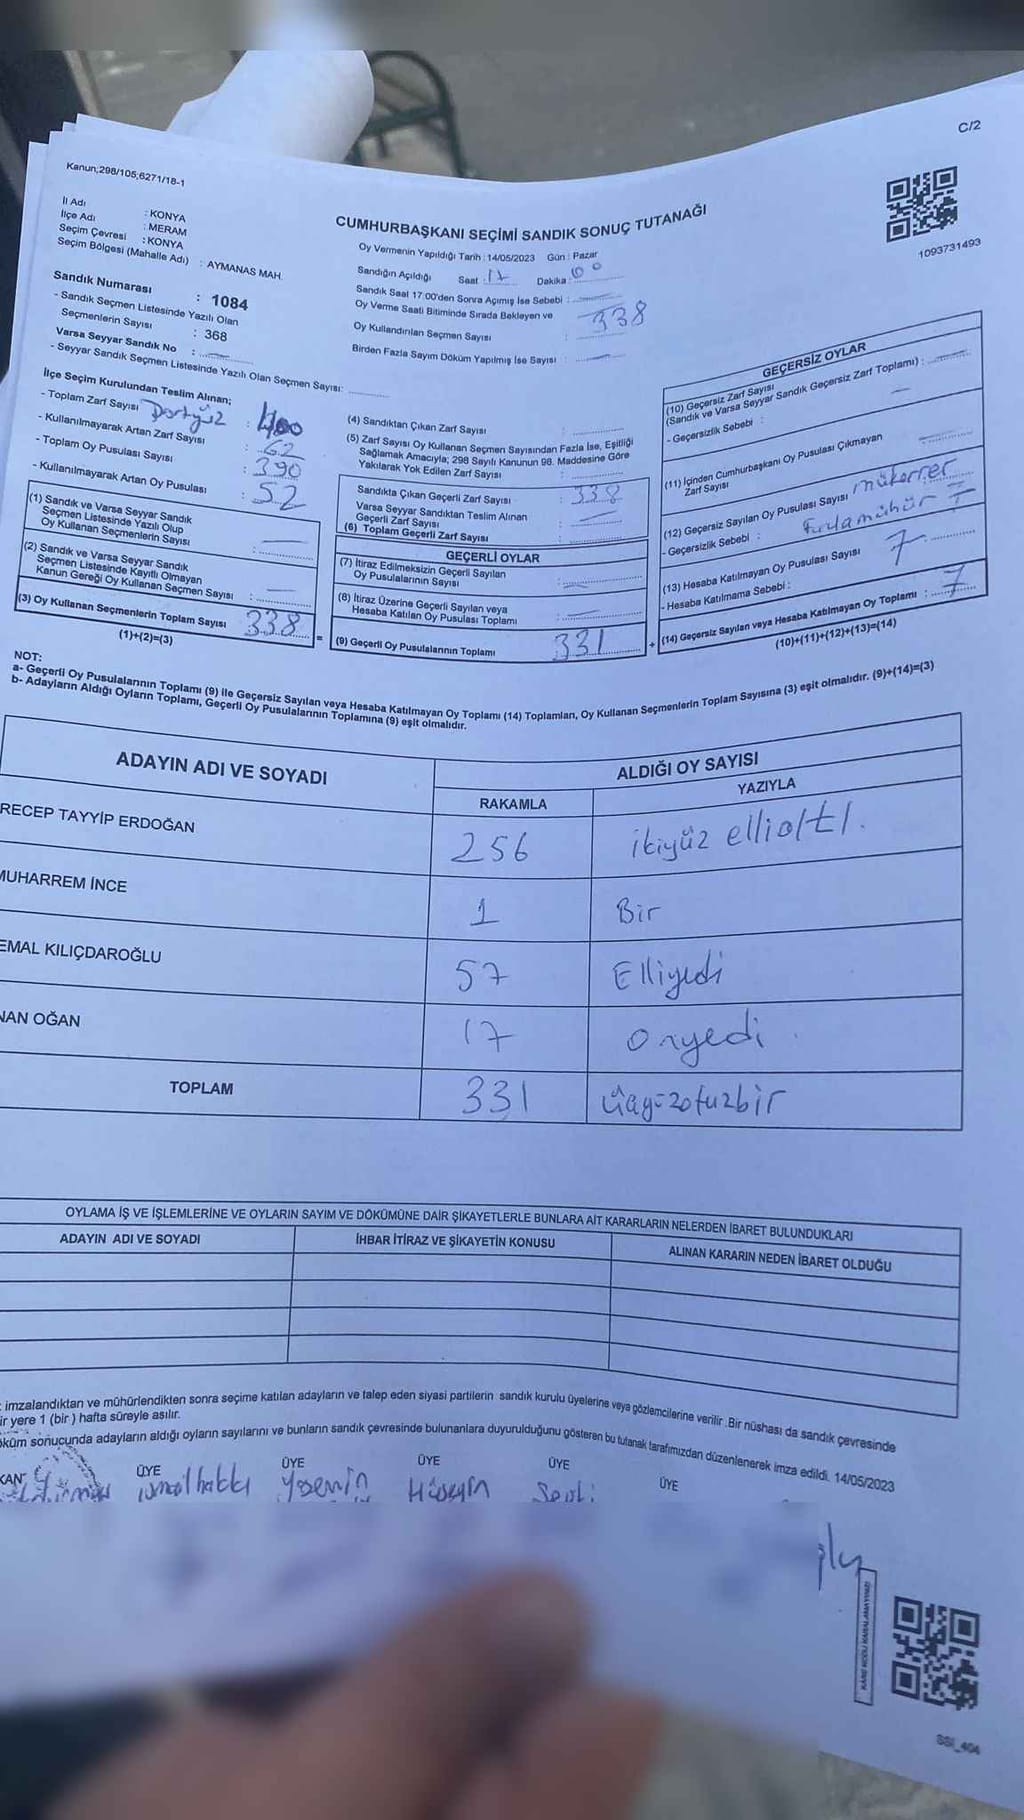 C/2
Kanun;298/105;6271/18-1
1093731493
CUMHURBAŞKANI SEÇİMİ SANDIK SONUÇ TUTANAĞI
İl Adı : KONYA
İlçe Adı : MERAM
Seçim Çevresi : KONYA
Seçim Bölgesi (Mahalle Adı) : AYMANAS MAH.
Sandık Numarası : 1084
- Sandık Seçmen Listesinde Yazılı Olan
Seçmenlerin Sayısı : 368
Varsa Seyyar Sandık No :
- Seyyar Sandık Seçmen Listesinde Yazılı Olan Seçmen Sayısı:
Oy Vermenin Yapıldığı Tarih : 14/05/2023 Gün : Pazar
Sandığın Açıldığı Saat : 17 Dakika : 00
Sandık Saat 17:00'den Sonra Açımış İse Sebebi :
Oy Verme Saati Bitiminde Sırada Bekleyen ve
Oy Kullandırılan Seçmen Sayısı : 338
Birden Fazla Sayım Döküm Yapılmış İse Sayısı :
İlçe Seçim Kurulundan Teslim Alınan;
- Toplam Zarf Sayısı Dörtyüz : 400
- Kullanılmayarak Artan Zarf Sayısı : 62
- Toplam Oy Pusulası Sayısı : 390
- Kullanılmayarak Artan Oy Pusulası : 52
(1) Sandık ve Varsa Seyyar Sandık
Seçmen Listesinde Yazılı Olup
Oy Kullanan Seçmenlerin Sayısı :
(2) Sandık ve Varsa Seyyar Sandık
Seçmen Listesinde Kayıtlı Olmayan
Kanun Gereği Oy Kullanan Seçmen Sayısı :
(3) Oy Kullanan Seçmenlerin Toplam Sayısı 338 =
(1)+(2)=(3)
(4) Sandıktan Çıkan Zarf Sayısı :
(5) Zarf Sayısı Oy Kullanan Seçmen Sayısından Fazla İse, Eşitliği
Sağlamak Amacıyla; 298 Sayılı Kanunun 98. Maddesine Göre
Yakılarak Yok Edilen Zarf Sayısı :
Sandıkta Çıkan Geçerli Zarf Sayısı : 338
Varsa Seyyar Sandıktan Teslim Alınan
Geçerli Zarf Sayısı :
(6) Toplam Geçerli Zarf Sayısı :
GEÇERLİ OYLAR
(7) İtiraz Edilmeksizin Geçerli Sayılan
Oy Pusulalarının Sayısı :
(8) İtiraz Üzerine Geçerli Sayılan veya
Hesaba Katılan Oy Pusulası Toplamı :
(9) Geçerli Oy Pusulalarının Toplamı 331 +
GEÇERSİZ OYLAR
(10) Geçersiz Zarf Sayısı
(Sandık ve Varsa Seyyar Sandık Geçersiz Zarf Toplamı) :
- Geçersizlik Sebebi :
(11) İçinden Cumhurbaşkanı Oy Pusulası Çıkmayan
Zarf Sayısı
(12) Geçersiz Sayılan Oy Pusulası Sayısı mükerrer
- Geçersizlik Sebebi :
(13) Hesaba Katılmayan Oy Pusulası Sayısı 7
- Hesaba Katılmama Sebebi :
(14) Geçersiz Sayılan veya Hesaba Katılmayan Oy Toplamı : 7
(10)+(11)+(12)+(13)=(14)
NOT:
a- Geçerli Oy Pusulalarının Toplamı (9) ile Geçersiz Sayılan veya Hesaba Katılmayan Oy Toplamı (14) Toplamları, Oy Kullanan Seçmenlerin Toplam Sayısına (3) eşit olmalıdır. (9)+(14)=(3)
b- Adayların Aldığı Oyların Toplamı, Geçerli Oy Pusulalarının Toplamına (9) eşit olmalıdır.
ADAYIN ADI VE SOYADI ALDIĞI OY SAYISI
RAKAMLA YAZIYLA
RECEP TAYYİP ERDOĞAN 256 ikiyüz ellialtı.
MUHARREM İNCE 1 Bir
EMAL KILIÇDAROĞLU 57 Elliyedi
NAN OĞAN 17 onyedi
TOPLAM 331 üçyüzotuzbir
OYLAMA İŞ VE İŞLEMLERİNE VE OYLARIN SAYIM VE DÖKÜMÜNE DAİR ŞİKAYETLERLE BUNLARA AİT KARARLARIN NELERDEN İBARET BULUNDUKLARI
ADAYIN ADI VE SOYADI İHBAR İTİRAZ VE ŞİKAYETİN KONUSU ALINAN KARARIN NEDEN İBARET OLDUĞU
imzalandıktan ve mühürlendikten sonra seçime katılan adayların ve talep eden siyasi partilerin sandık kurulu üyelerine veya gözlemcilerine verilir. Bir nüshası da sandık çevresinde
ir yere 1 (bir) hafta süreyle asılır.
öküm sonucunda adayların aldığı oyların sayılarını ve bunların sandık çevresinde bulunanlara duyurulduğunu gösteren bu tutanak tarafımızdan düzenlenerek imza edildi. 14/05/2023
KAN ÜYE ÜYE ÜYE ÜYE ÜYE
ismail hakkı Yasemin Hüseyin
SSI_404